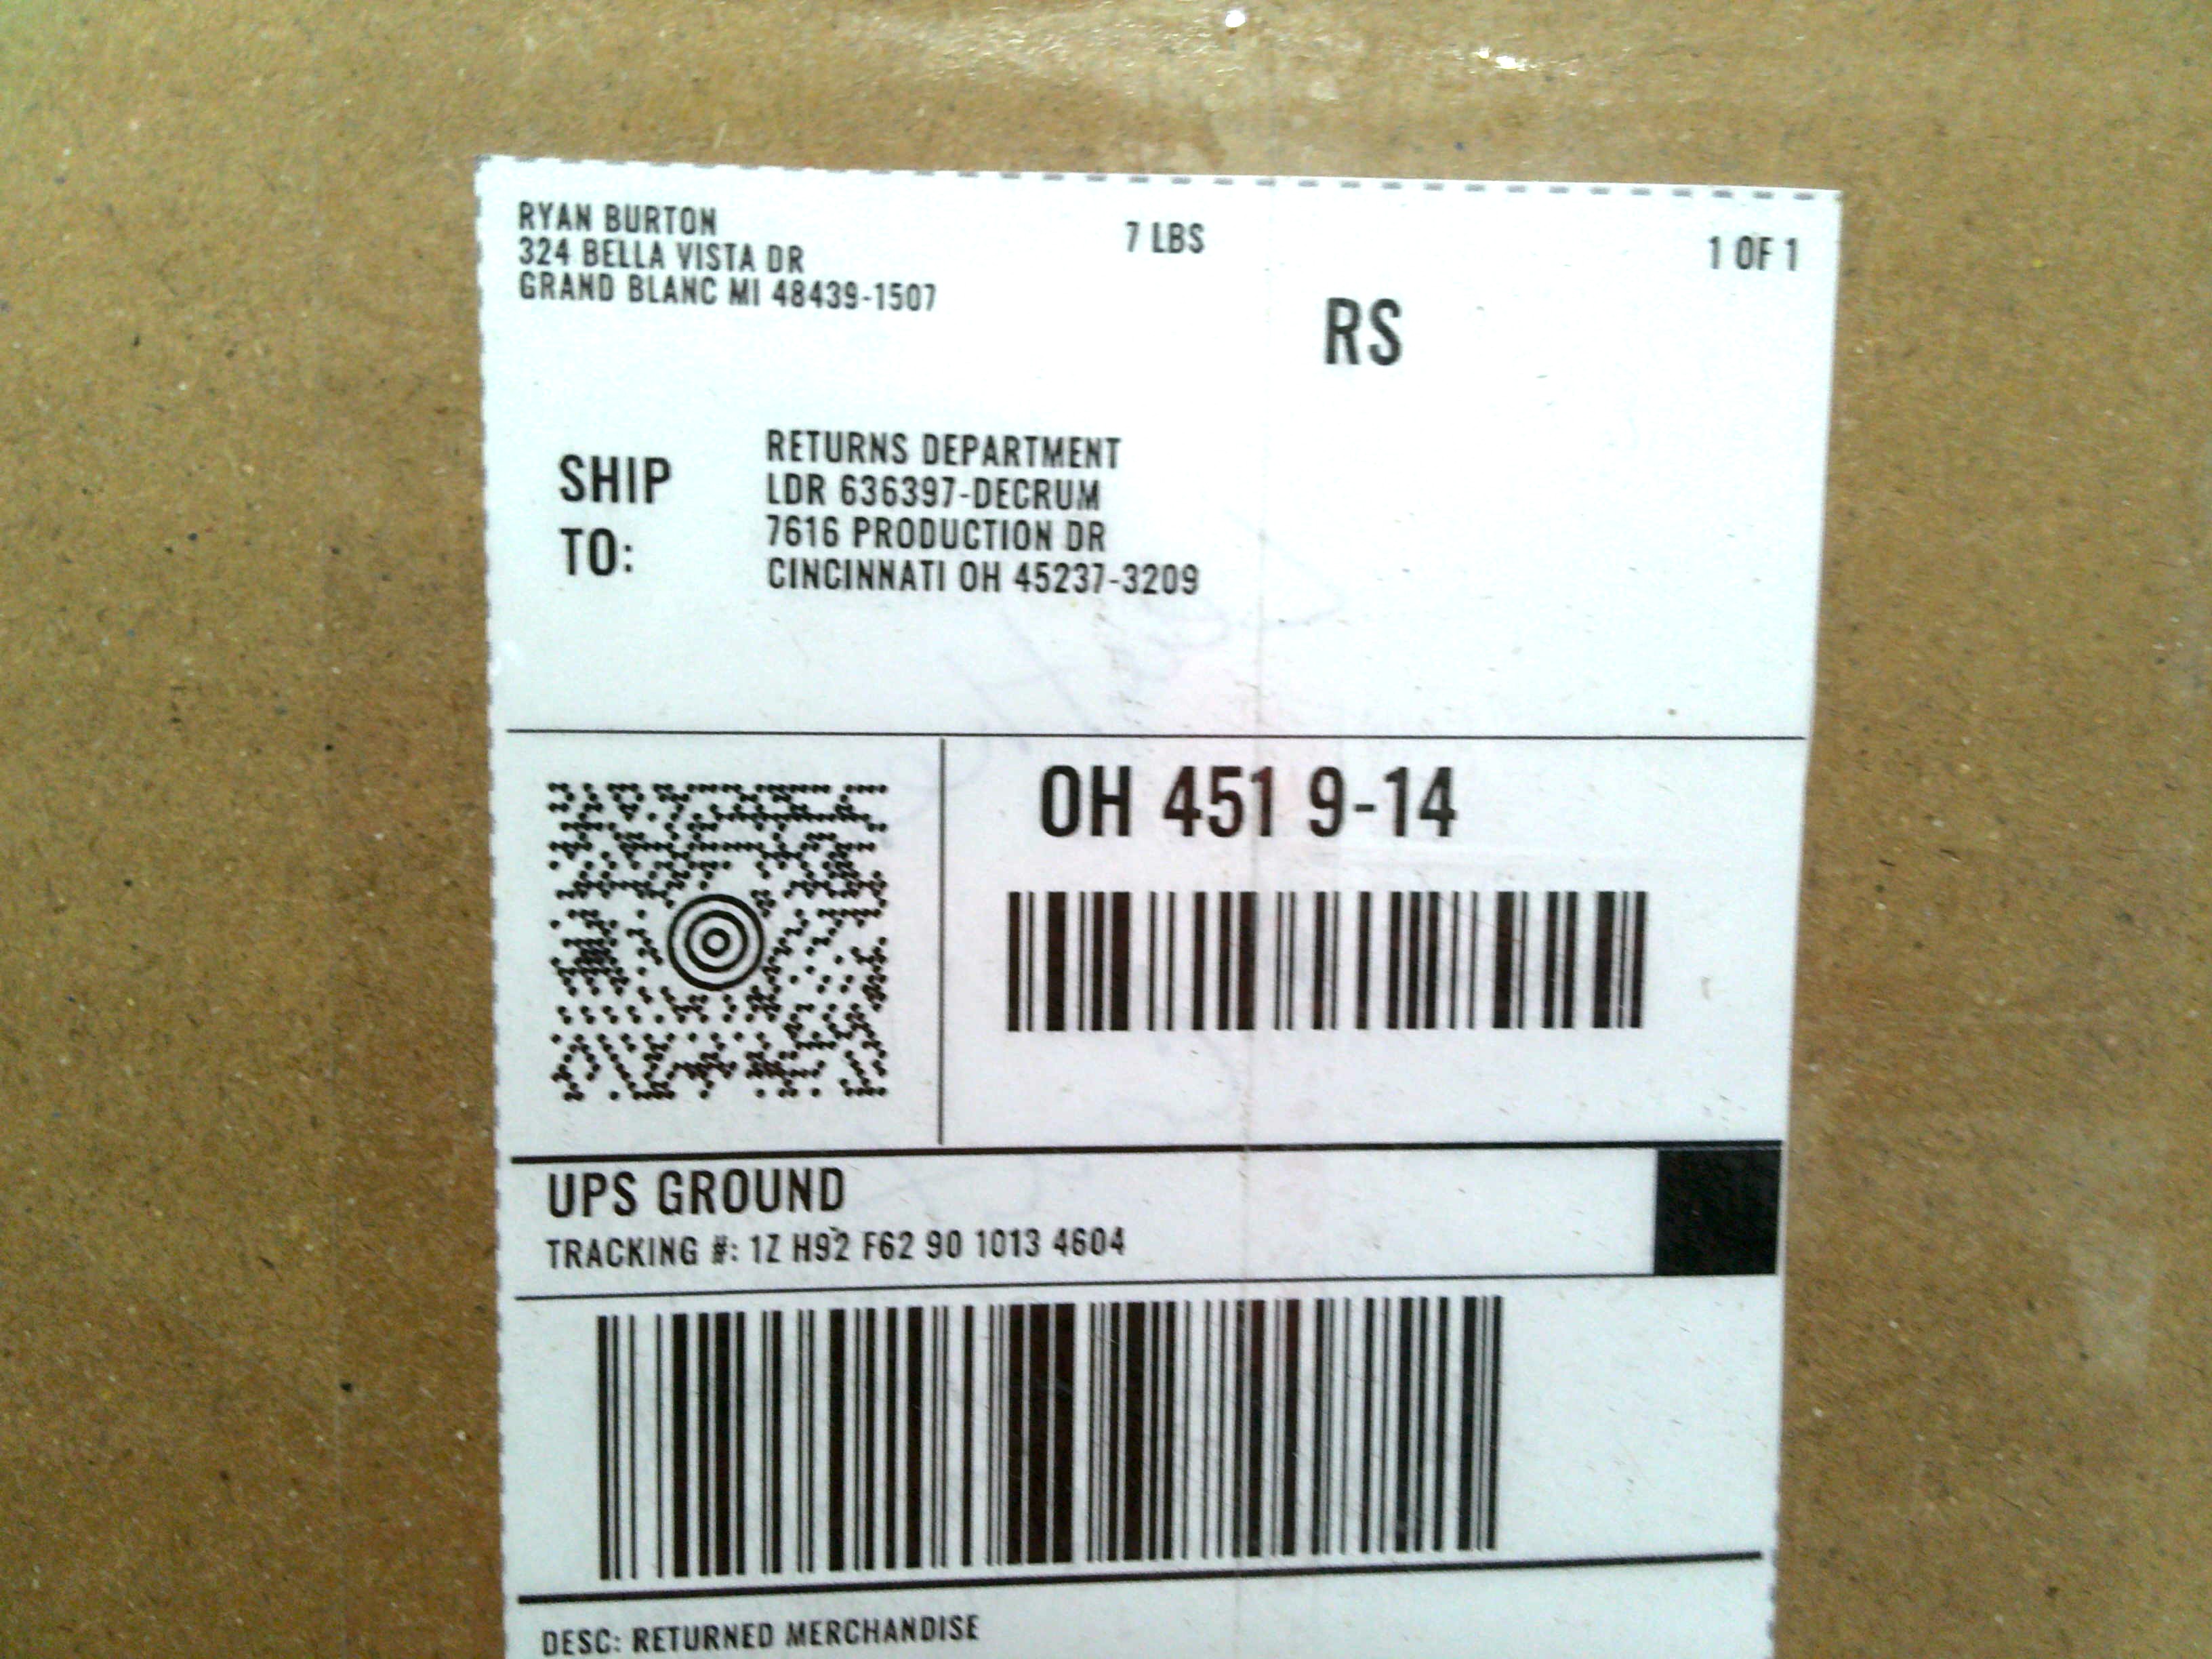 RYAN BURTON
324 BELLA VISTA DR
GRAND BLANC MI 48439-1507
7 LBS
1 OF 1
RS
SHIP TO:
RETURNS DEPARTMENT
LDR 636397-DECRUM
7616 PRODUCTION DR
CINCINNATI OH 45237-3209
OH 451 9-14
UPS GROUND
TRACKING #: 1Z H92 F62 90 1013 4604
DESC: RETURNED MERCHANDISE